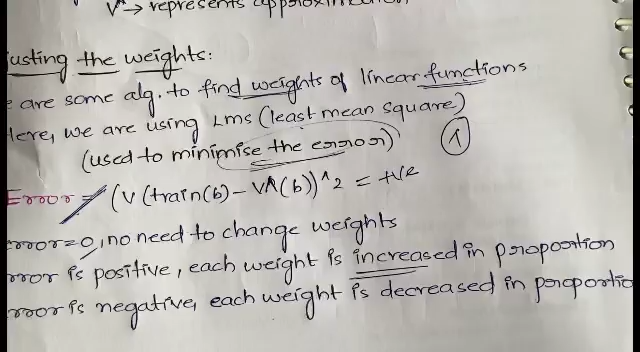 V^ → represents approximation
justing the weights:
e are some alg. to find weights of linear functions
Here, we are using LMS (least mean square)
(used to minimise the error) 1
Error = (V(train(b) - V^(b))^2 = +ve
error=0, no need to change weights
rror is positive, each weight is increased in proportion
rror is negative, each weight is decreased in proportio